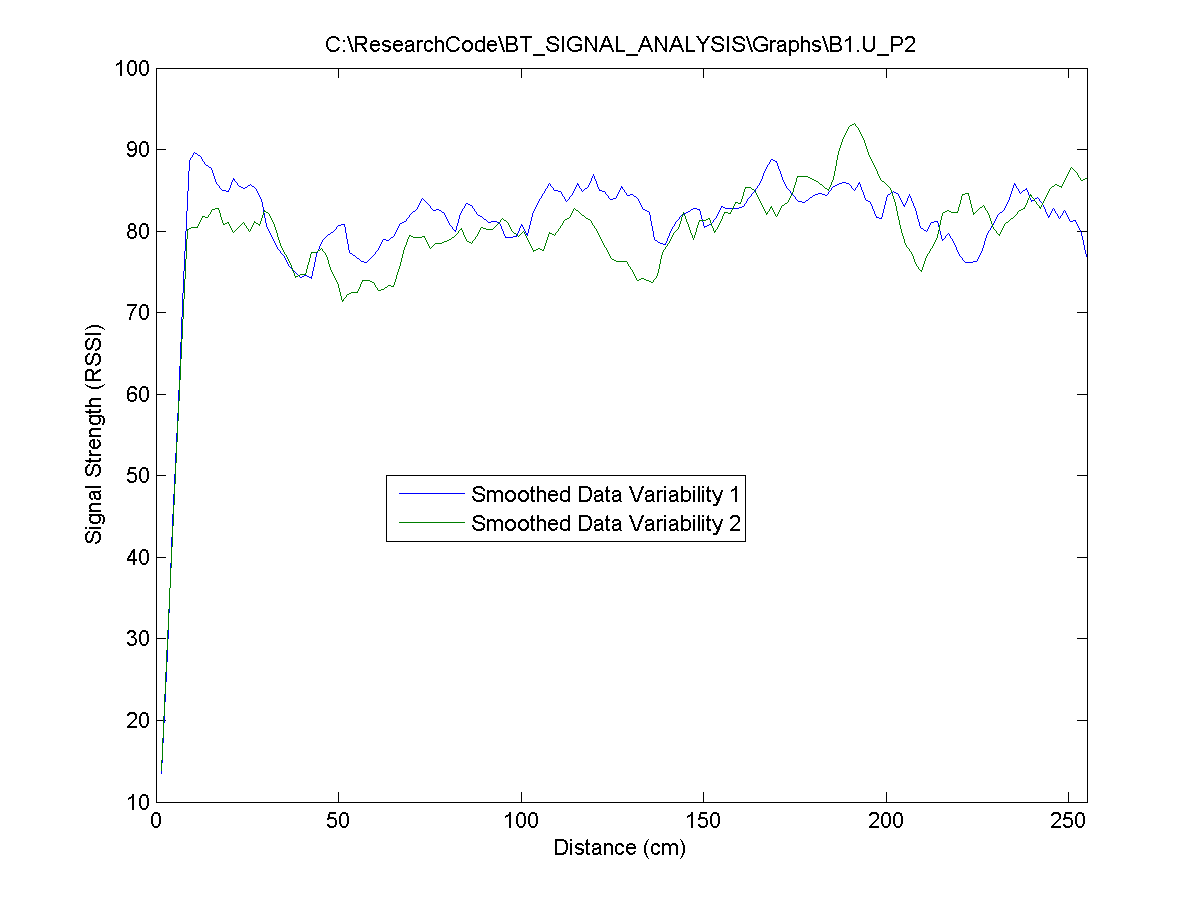 C:\ResearchCode\BT_SIGNAL_ANALYSIS\Graphs\B1.U_P2
100
90
80
70
60
50
40
30
20
10
Signal Strength (RSSI)
Smoothed Data Variability 1
Smoothed Data Variability 2
0 50 100 150 200 250
Distance (cm)